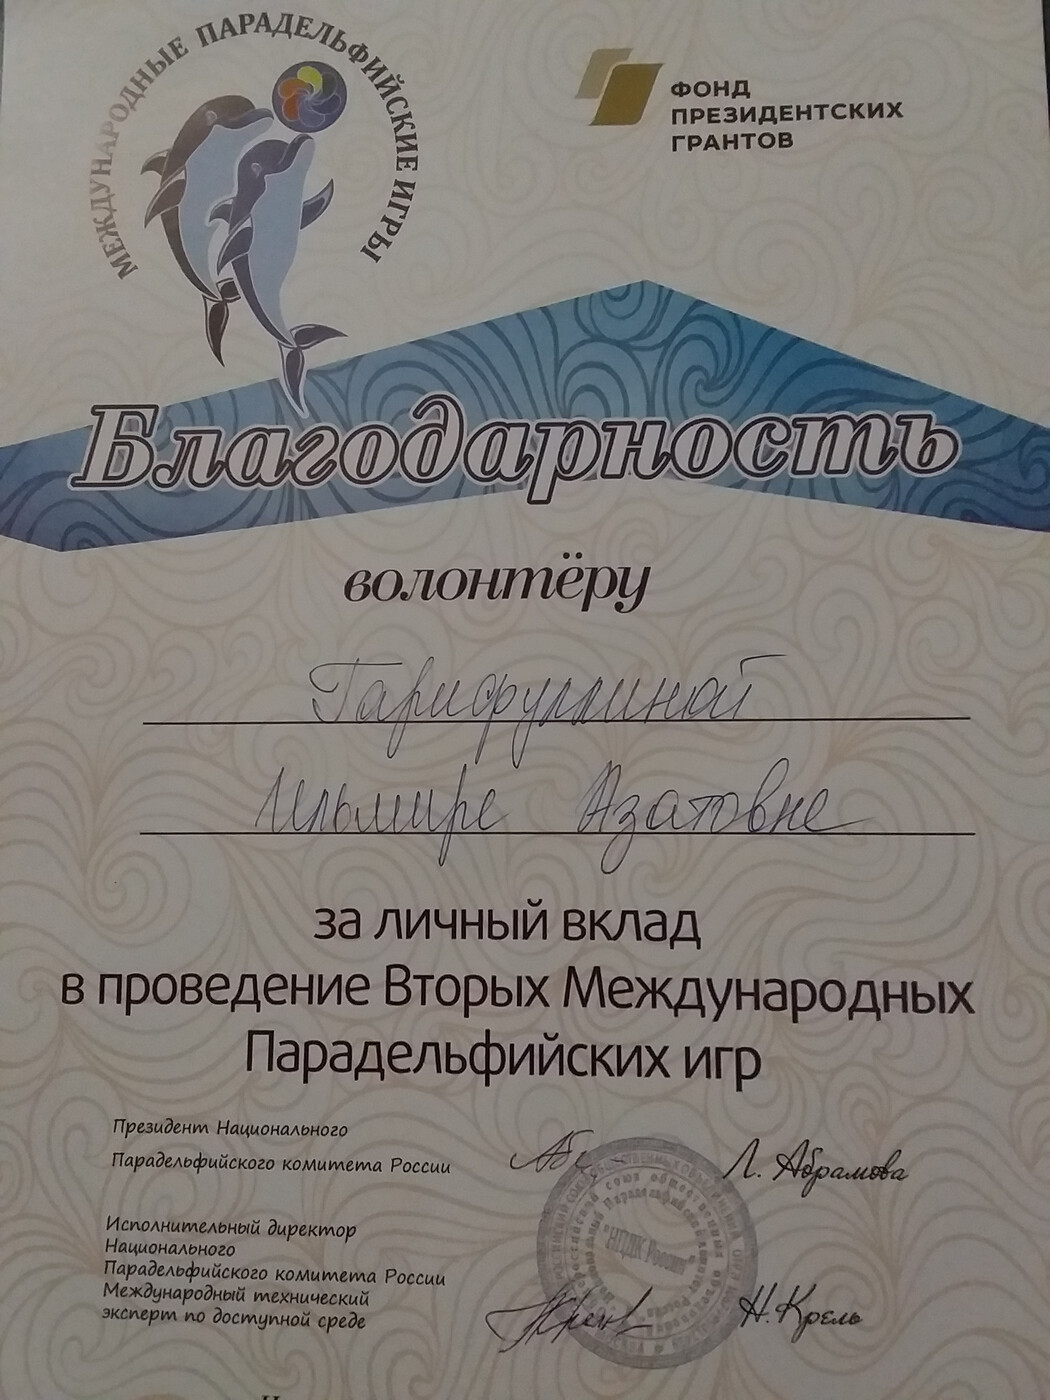 МЕЖДУНАРОДНЫЕ ПАРАДЕЛЬФИЙСКИЕ ИГРЫ
ФОНД
ПРЕЗИДЕНТСКИХ
ГРАНТОВ
Благодарность
волонтёру
Гарифуллиной
Ильмире Азатовне
за личный вклад
в проведение Вторых Международных
Парадельфийских игр
Президент Национального
Парадельфийского комитета России
Л. Абрамова
Исполнительный директор
Национального
Парадельфийского комитета России
Международный технический
эксперт по доступной среде
Н. Крель
"НПДК России"